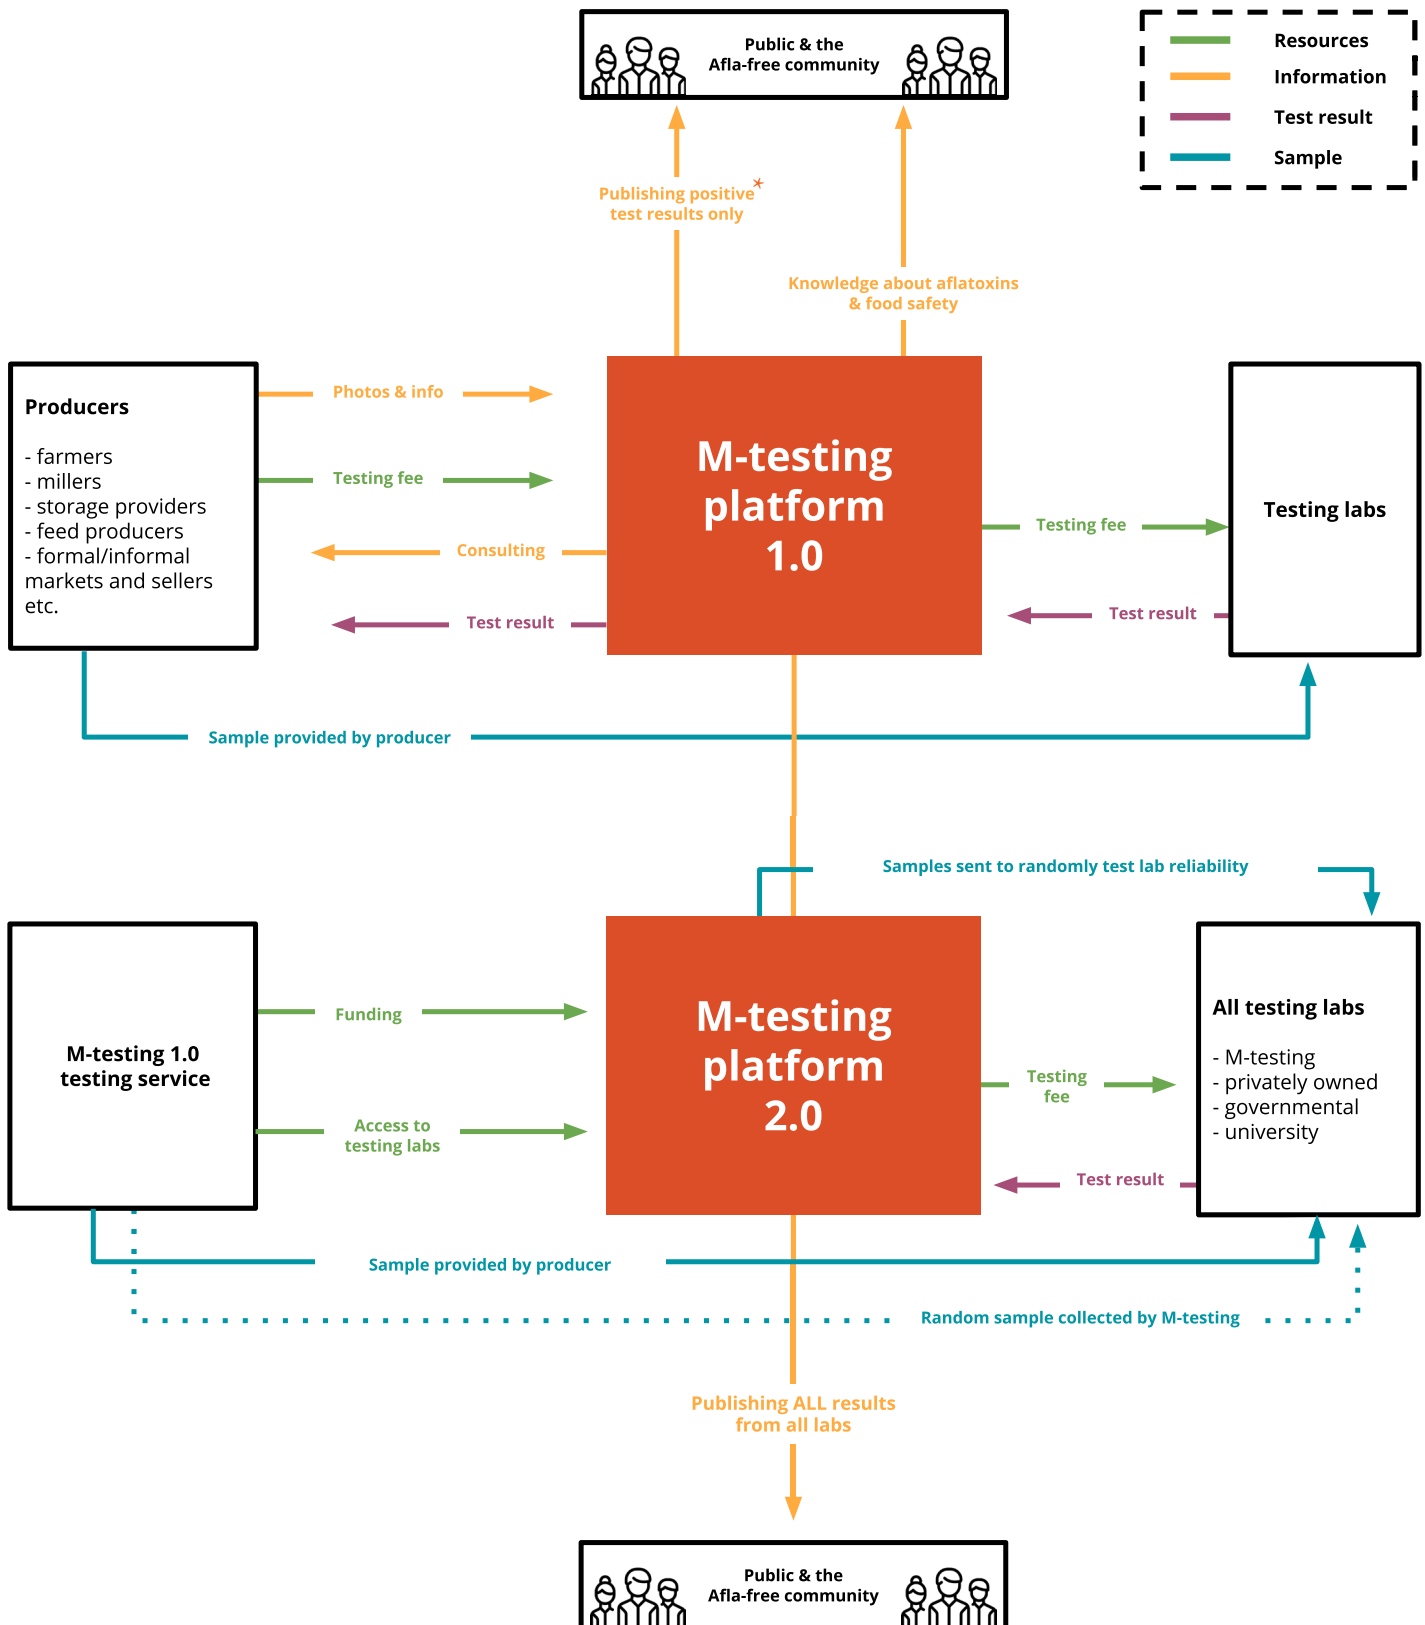 Public & the
Afla-free community
Resources
Information
Test result
Sample
Publishing positive*
test results only
Knowledge about aflatoxins
& food safety
Producers
- farmers
- millers
- storage providers
- feed producers
- formal/informal
markets and sellers
etc.
Photos & info
Testing fee
Consulting
Test result
M-testing
platform
1.0
Testing fee
Test result
Testing labs
Sample provided by producer
Samples sent to randomly test lab reliability
M-testing 1.0
testing service
Funding
Access to
testing labs
M-testing
platform
2.0
Testing
fee
Test result
All testing labs
- M-testing
- privately owned
- governmental
- university
Sample provided by producer
Random sample collected by M-testing
Publishing ALL results
from all labs
Public & the
Afla-free community